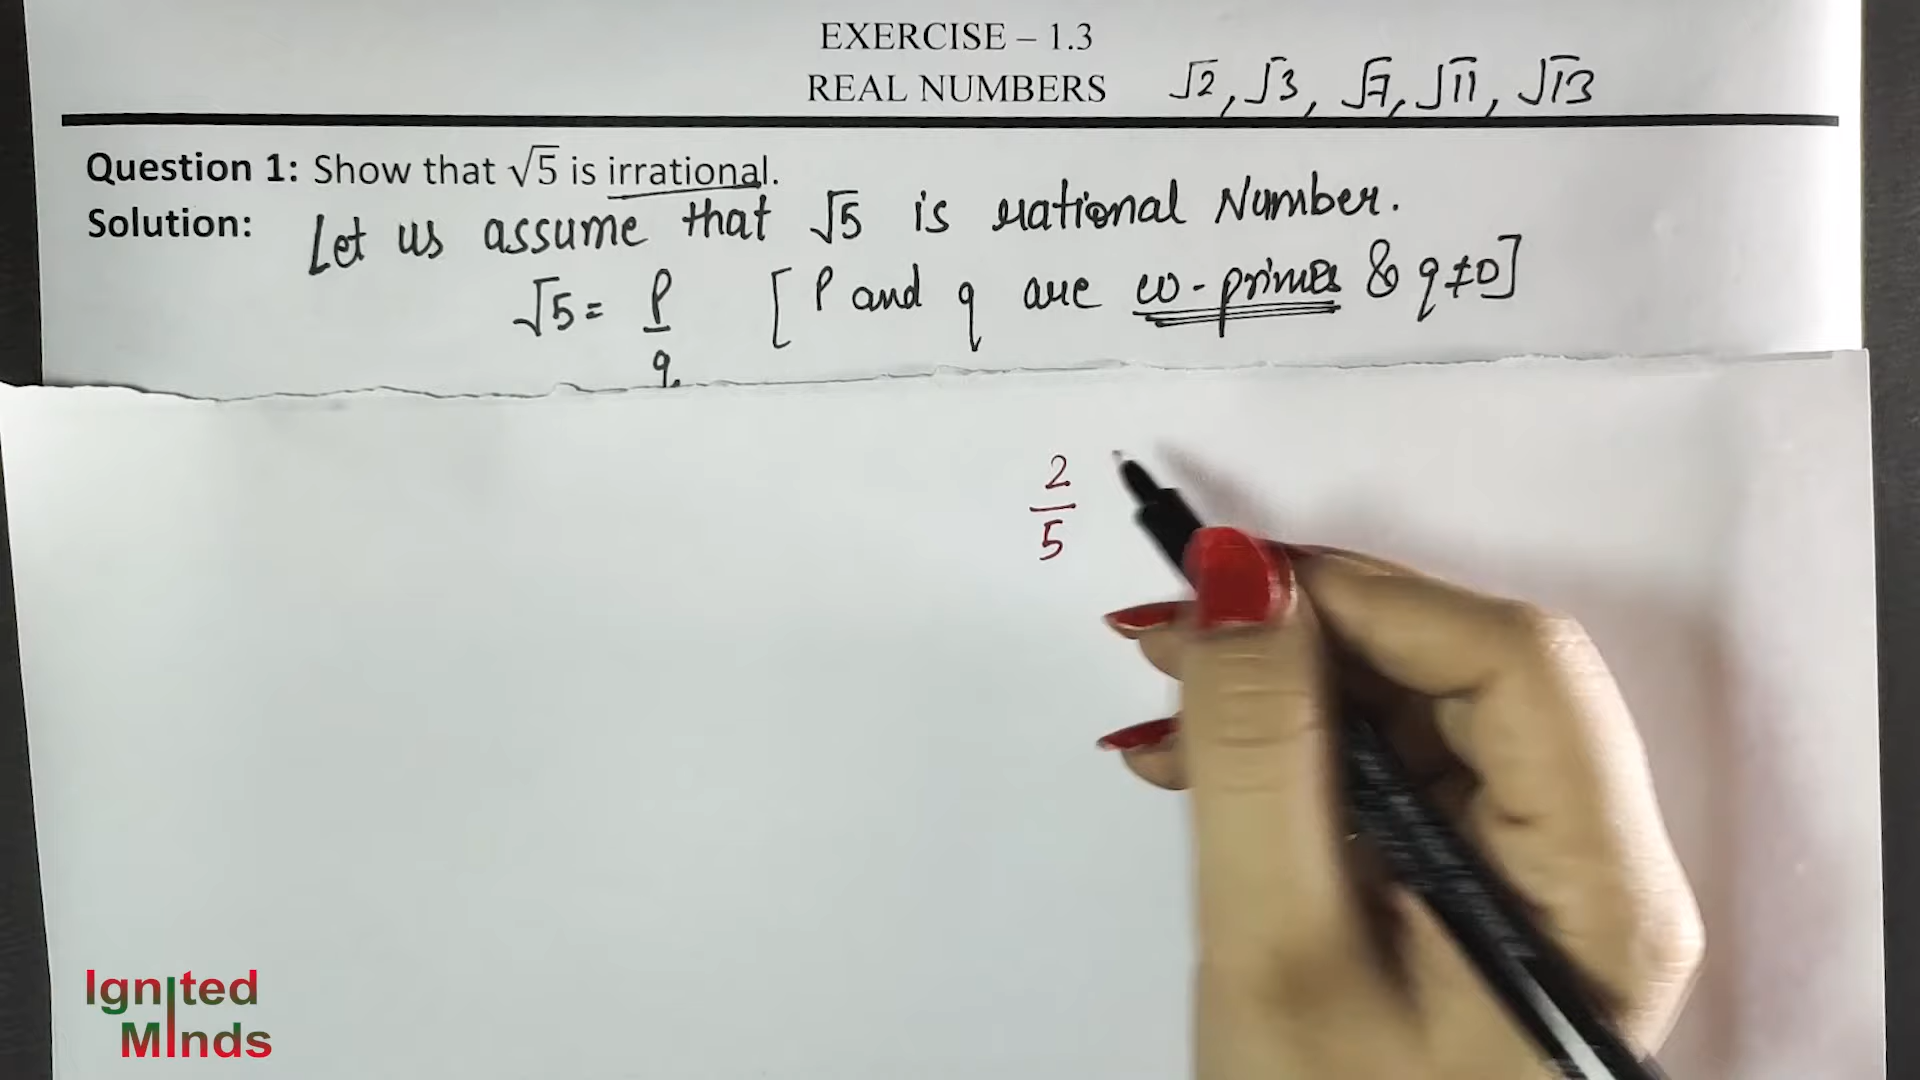 EXERCISE – 1.3
REAL NUMBERS √2, √3, √7, √11, √13
Question 1: Show that √5 is irrational.
Solution: Let us assume that √5 is rational Number.
√5 = p/q [P and q are co-primes & q≠0]
2/5
Ignited
Minds